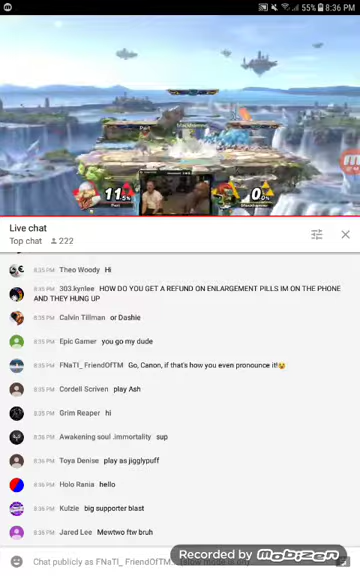 55% 8:36 PM
11.5%
0.0%
Live chat
Top chat 222
8:35 PM Theo Woody Hi
8:35 PM 303.kynlee HOW DO YOU GET A REFUND ON ENLARGEMENT PILLS IM ON THE PHONE
AND THEY HUNG UP
8:35 PM Calvin Tillman or Dashie
8:35 PM Epic Gamer you go my dude
8:35 PM FNaTI_FriendOfTM Go, Canon, if that's how you even pronounce it!😉
8:35 PM Cordell Scriven play Ash
8:35 PM Grim Reaper hi
8:36 PM Awakening soul .immortality sup
8:36 PM Toya Denise play as jigglypuff
8:36 PM Holo Rania hello
8:36 PM Kulzie big supporter blast
8:36 PM Jared Lee Mewtwo ftw bruh
Chat publicly as FNaTI_FriendOfTM... (slow mode is on)
Recorded by mobizen